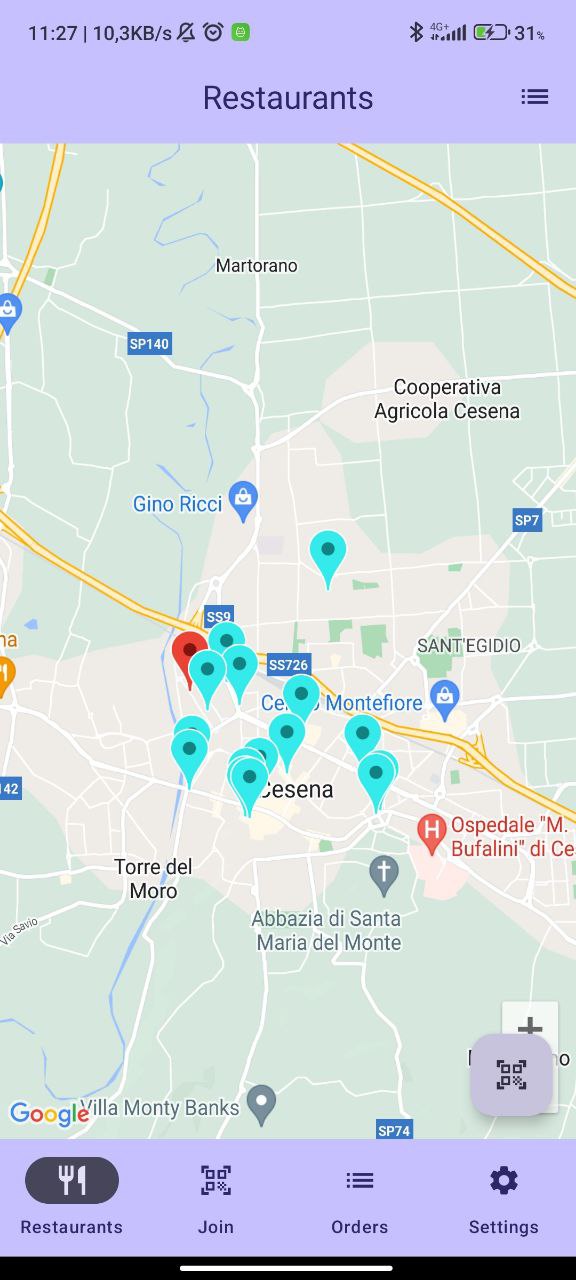 11:27 | 10,3KB/s
4G+
31%
Restaurants
Martorano
SP140
Cooperativa
Agricola Cesena
Gino Ricci
SP7
SS9
na
SANT'EGIDIO
SS726
Montefiore
142
Cesena
Ospedale "M.
Bufalini" di Ce
Torre del
Moro
Abbazia di Santa
Maria del Monte
Via Savio
Google
Villa Monty Banks
SP74
Restaurants
Join
Orders
Settings